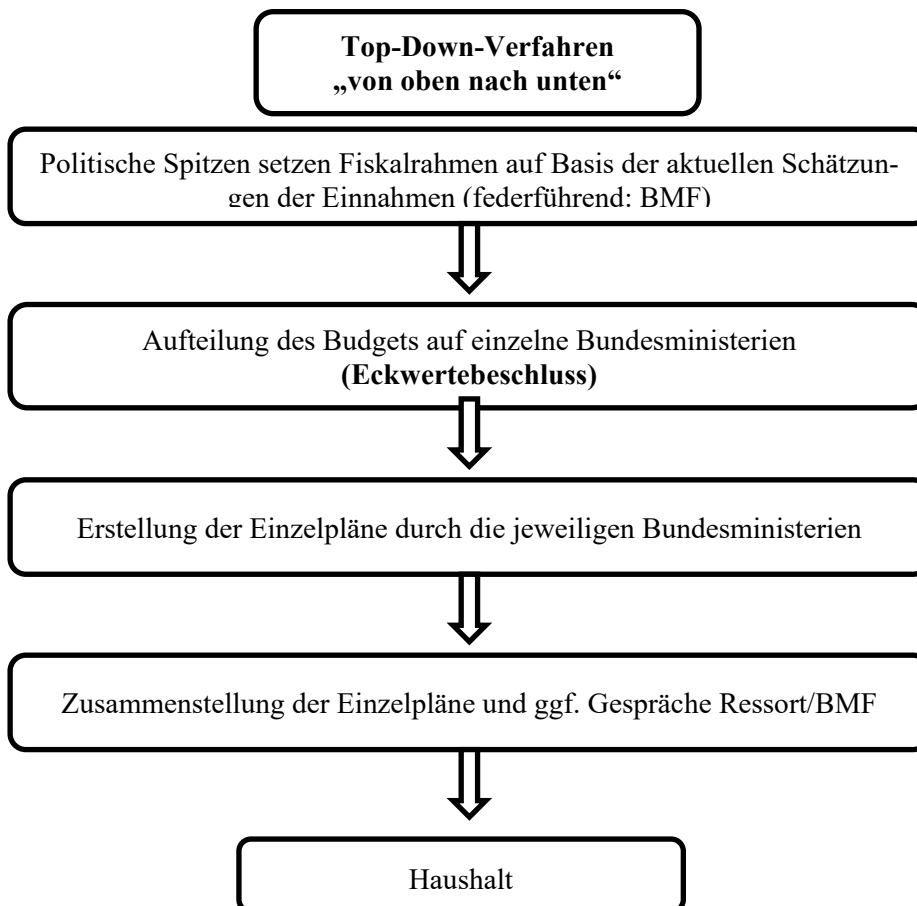 Top-Down-Verfahren
„von oben nach unten“
Politische Spitzen setzen Fiskalrahmen auf Basis der aktuellen Schätzun-
gen der Einnahmen (federführend: BMF)
Aufteilung des Budgets auf einzelne Bundesministerien
(Eckwertebeschluss)
Erstellung der Einzelpläne durch die jeweiligen Bundesministerien
Zusammenstellung der Einzelpläne und ggf. Gespräche Ressort/BMF
Haushalt